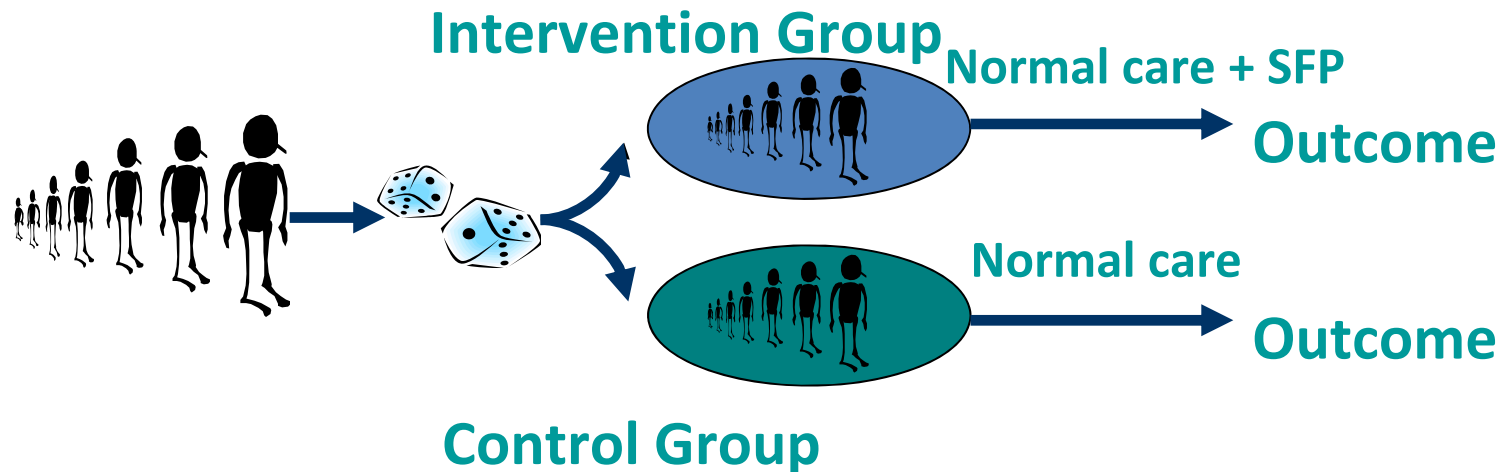 Intervention Group
Normal care + SFP
Outcome
Normal care
Outcome
Control Group